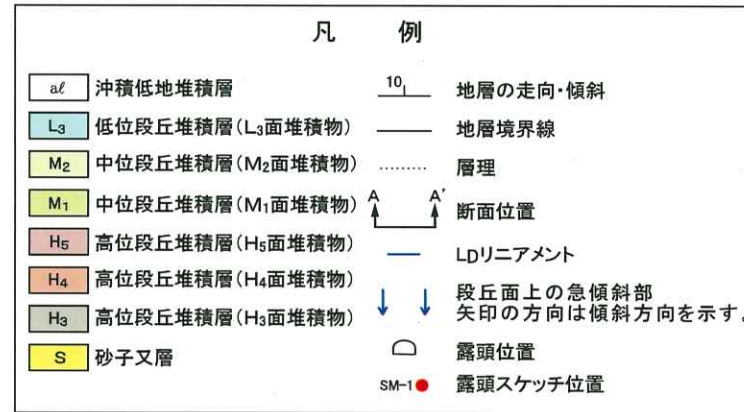 凡 例
aℓ 沖積低地堆積層
L3 低位段丘堆積層(L3面堆積物)
M2 中位段丘堆積層(M2面堆積物)
M1 中位段丘堆積層(M1面堆積物)
H5 高位段丘堆積層(H5面堆積物)
H4 高位段丘堆積層(H4面堆積物)
H3 高位段丘堆積層(H3面堆積物)
S 砂子又層
10 地層の走向・傾斜
地層境界線
層理
A A' 断面位置
LDリニアメント
段丘面上の急傾斜部
矢印の方向は傾斜方向を示す。
露頭位置
SM-1 露頭スケッチ位置